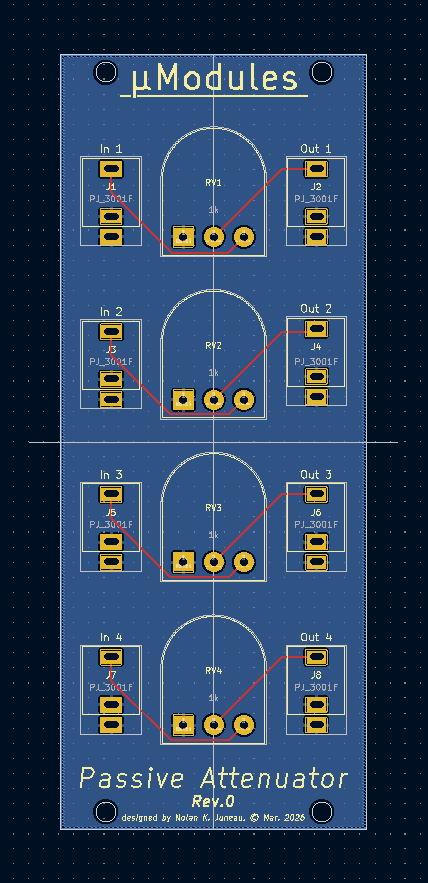 µModules
In 1
Out 1
J1
PJ_3001F
RV1
1k
J2
PJ_3001F
In 2
Out 2
J3
PJ_3001F
RV2
1k
J4
PJ_3001F
In 3
Out 3
J5
PJ_3001F
RV3
1k
J6
PJ_3001F
In 4
Out 4
J7
PJ_3001F
RV4
1k
J8
PJ_3001F
Passive Attenuator
Rev.0
designed by Nolan K. Juneau. © Mar. 2026